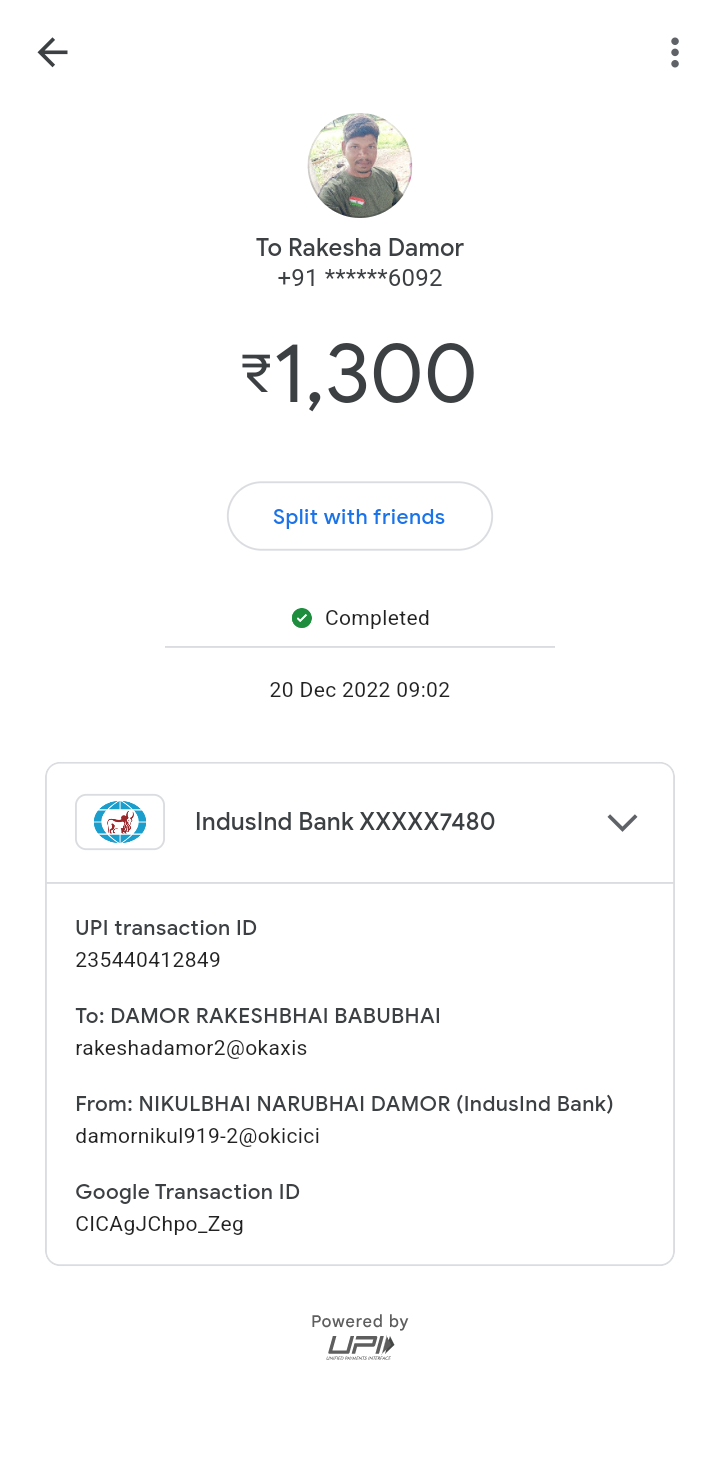 To Rakesha Damor
+91 ******6092
₹1,300
Split with friends
Completed
20 Dec 2022 09:02
IndusInd Bank XXXXX7480
UPI transaction ID
235440412849
To: DAMOR RAKESHBHAI BABUBHAI
rakeshadamor2@okaxis
From: NIKULBHAI NARUBHAI DAMOR (IndusInd Bank)
damornikul919-2@okicici
Google Transaction ID
CICAgJChpo_Zeg
Powered by
UPI
UNIFIED PAYMENTS INTERFACE